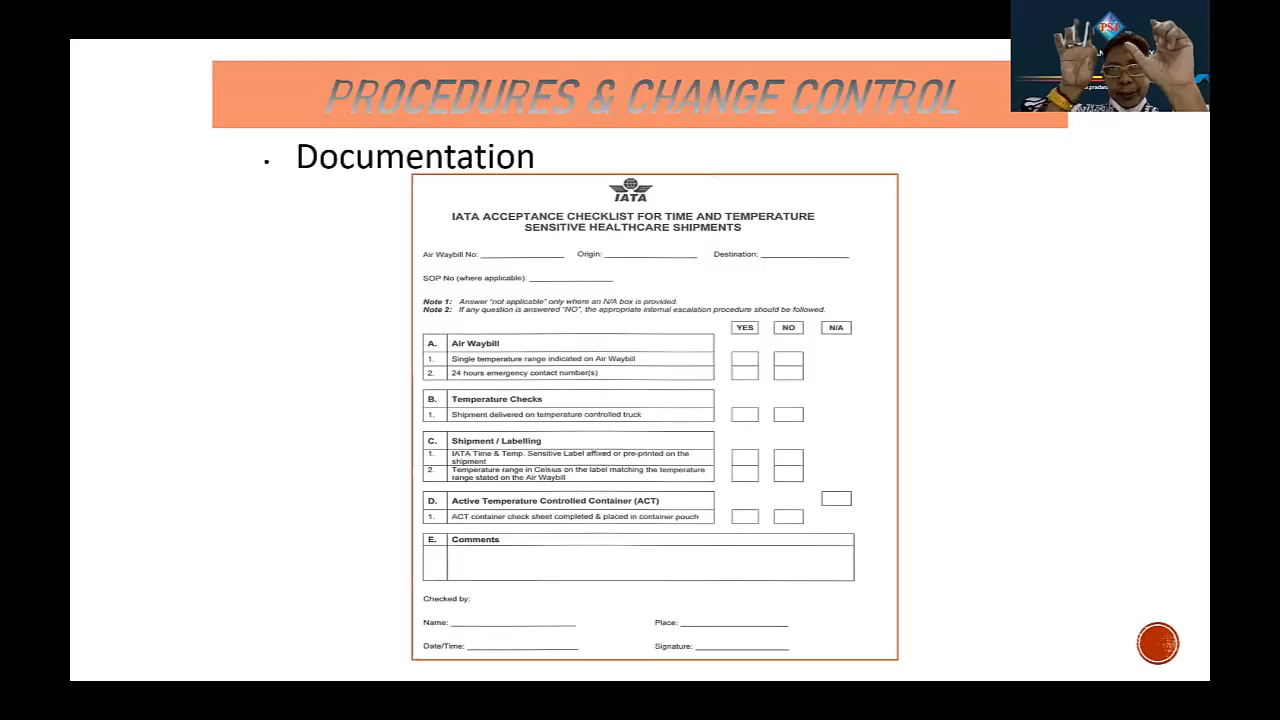 PSJ
PROCEDURES & CHANGE CONTROL
• Documentation
IATA
IATA ACCEPTANCE CHECKLIST FOR TIME AND TEMPERATURE
SENSITIVE HEALTHCARE SHIPMENTS
Air Waybill No: Origin: Destination:
SOP No (where applicable):
Note 1: Answer “not applicable” only where an N/A box is provided.
Note 2: If any question is answered “NO”, the appropriate internal escalation procedure should be followed.
YES NO N/A
A. Air Waybill
1. Single temperature range indicated on Air Waybill
2. 24 hours emergency contact number(s)
B. Temperature Checks
1. Shipment delivered on temperature controlled truck
C. Shipment / Labelling
1. IATA Time & Temp. Sensitive Label affixed or pre-printed on the
shipment
2. Temperature range in Celsius on the label matching the temperature
range stated on the Air Waybill
D. Active Temperature Controlled Container (ACT)
1. ACT container check sheet completed & placed in container pouch
E. Comments
Checked by:
Name: Place:
Date/Time: Signature: